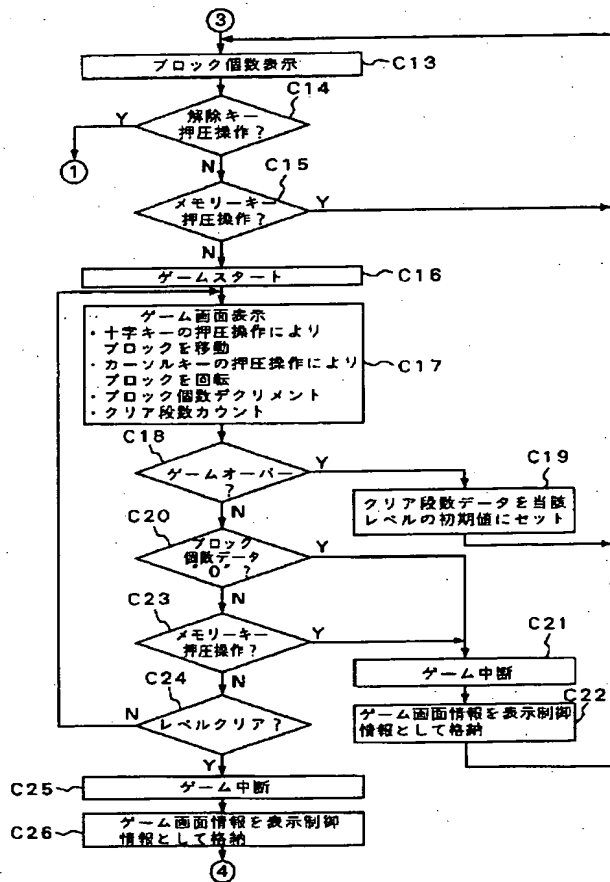 ③
ブロック個数表示
C13
C14
解除キー
押圧操作?
Y
①
N
C15
メモリーキー
押圧操作?
Y
N
ゲームスタート
C16
ゲーム画面表示
・十字キーの押圧操作により
ブロックを移動
・カーソルキーの押圧操作により
ブロックを回転
・ブロック個数デクリメント
・クリア段数カウント
C17
C18
ゲームオーバー
?
Y
C19
クリア段数データを当該
レベルの初期値にセット
N
C20
ブロック
個数データ
"0"?
Y
N
C23
メモリーキー
押圧操作?
Y
C21
ゲーム中断
N
C24
レベルクリア?
N
C22
ゲーム画面情報を表示制御
情報として格納
Y
C25
ゲーム中断
C26
ゲーム画面情報を表示制御
情報として格納
④